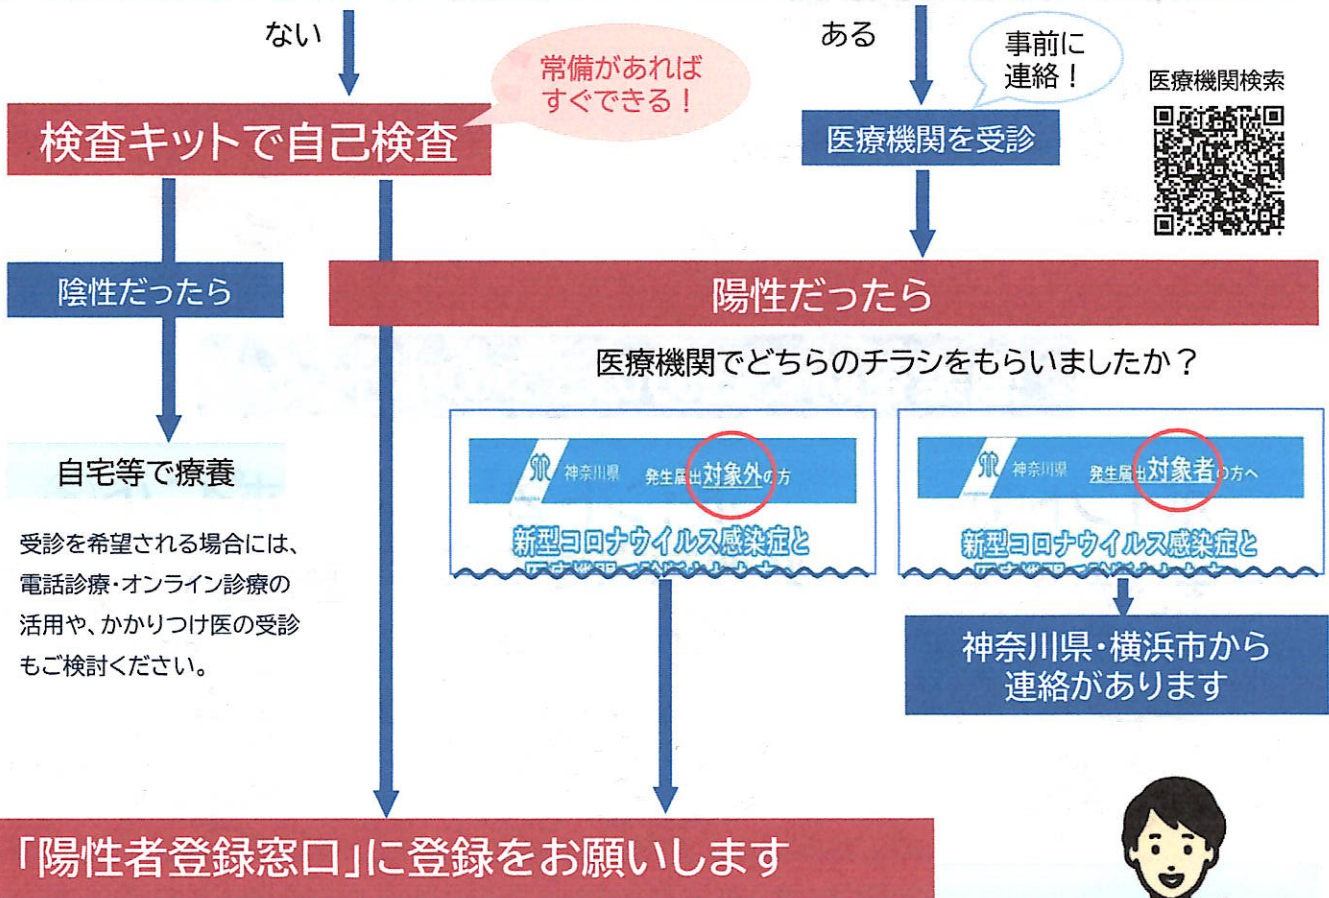 ない
ある
常備があれば
すぐできる！
事前に
連絡！
医療機関検索
検査キットで自己検査
医療機関を受診
陰性だったら
陽性だったら
医療機関でどちらのチラシをもらいましたか？
神奈川県 発生届出対象外の方
新型コロナウイルス感染症と
神奈川県 発生届出対象者の方へ
新型コロナウイルス感染症と
自宅等で療養
受診を希望される場合には、
電話診療・オンライン診療の
活用や、かかりつけ医の受診
もご検討ください。
神奈川県・横浜市から
連絡があります
「陽性者登録窓口」に登録をお願いします